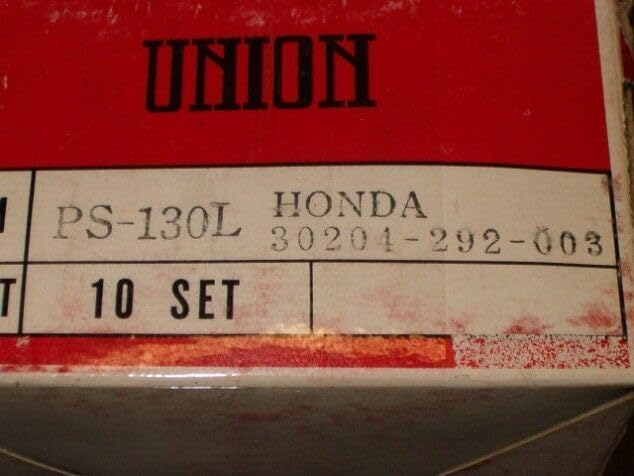 UNION
PS-130L HONDA
30204-292-003
10 SET